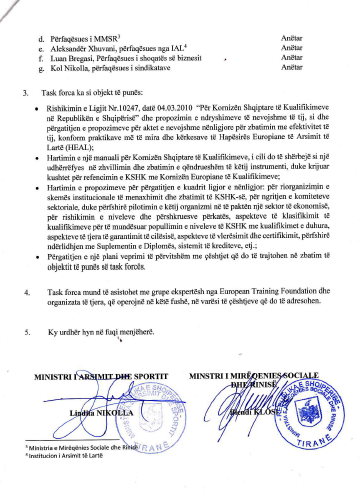 d. Përfaqësues i MMSR³ Anëtar
e. Aleksandër Xhuvani, përfaqësues nga IAL⁴ Anëtar
f. Luan Bregasi, Përfaqësues i shoqatës së biznesit Anëtar
g. Kol Nikolla, përfaqësues i sindikatave Anëtar
3. Task forca ka si objekt të punës:
• Rishikimin e Ligjit Nr.10247, datë 04.03.2010 “Për Kornizën Shqiptare të Kualifikimeve
në Republikën e Shqipërisë” dhe propozimin e ndryshimeve të nevojshme të tij, si dhe
përgatitjen e propozimeve për aktet e nevojshme nënligjore për zbatimin me efektivitet të
tij, konform praktikave më të mira dhe kërkesave të Hapësirës Europiane të Arsimit të
Lartë (HEAL);
• Hartimin e një manuali për Kornizën Shqiptare të Kualifikimeve, i cili do të shërbejë si një
udhërrëfyes në zhvillimin dhe zbatimin e qëndrueshëm të këtij instrumenti, duke krijuar
kushtet për refencimin e KSHK me Kornizën Europiane të Kualifikimeve;
• Hartimin e propozimeve për përgatitjen e kuadrit ligjor e nënligjor: për riorganizimin e
skemës institucionale të menaxhimit dhe zbatimit të KSHK-së, për ngritjen e komiteteve
sektoriale, duke përfshirë pilotimin e këtij organizmi në të paktën një sektor të ekonomisë,
për rishikimin e niveleve dhe përshkruesve përkatës, aspekteve të klasifikimit të
kualifikimeve për të mundësuar popullimin e niveleve të KSHK me kualifikimet e duhura,
aspekteve të tjera të garantimit të cilësisë, aspekteve të vlerësimit dhe certifikimit, përfshirë
ndërlidhjen me Suplementin e Diplomës, sistemit të krediteve, etj.;
• Përgatitjen e një plani veprimi të përvitshëm me çështjet që do të trajtohen në zbatim të
objektit të punës së task forcës.
4. Task forca mund të asistohet me grupe ekspertësh nga European Training Foundation dhe
organizata të tjera, që operojnë në këtë fushë, në varësi të çështjeve që do të adresohen.
5. Ky urdhër hyn në fuqi menjëherë.
MINISTRI I ARSIMIT DHE SPORTIT MINISTRI I MIRËQENIES SOCIALE
DHE RINISË
Lindita NIKOLLA Blendi KLOSI
TIRANË TIRANË
³ Ministria e Mirëqenies Sociale dhe Rinisë
⁴ Institucion i Arsimit të Lartë